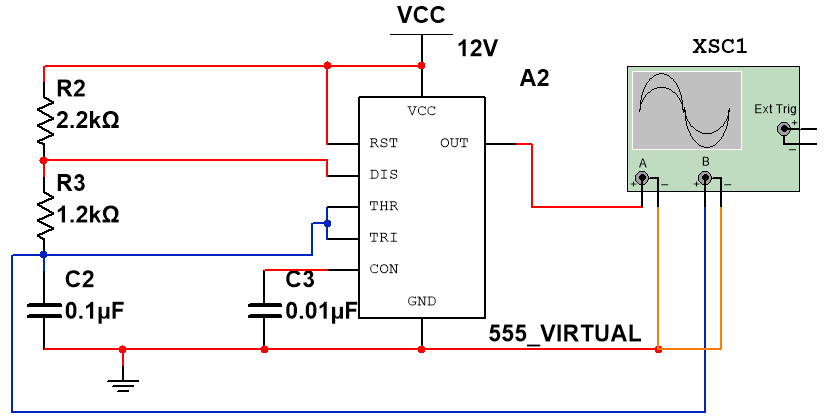 VCC
12V
XSC1
A2
R2
2.2kΩ
VCC
Ext Trig
+
−
RST
OUT
DIS
A
B
+
−
+
−
R3
1.2kΩ
THR
TRI
CON
C2
0.1µF
C3
0.01µF
GND
555_VIRTUAL